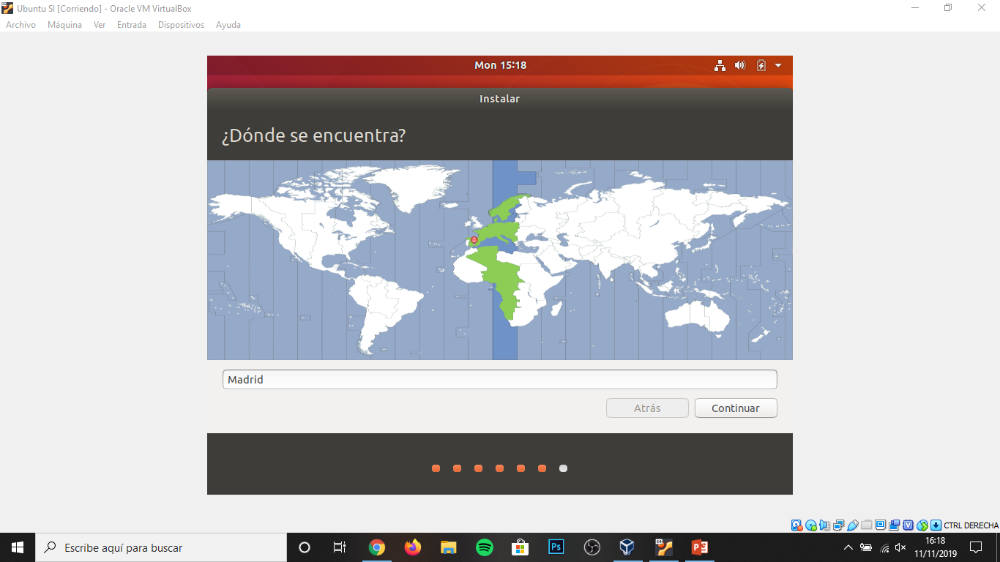 Ubuntu SI [Corriendo] - Oracle VM VirtualBox
Archivo Máquina Ver Entrada Dispositivos Ayuda
Mon 15:18
Instalar
¿Dónde se encuentra?
Madrid
Atrás Continuar
CTRL DERECHA
Escribe aquí para buscar
Ps
16:18
11/11/2019